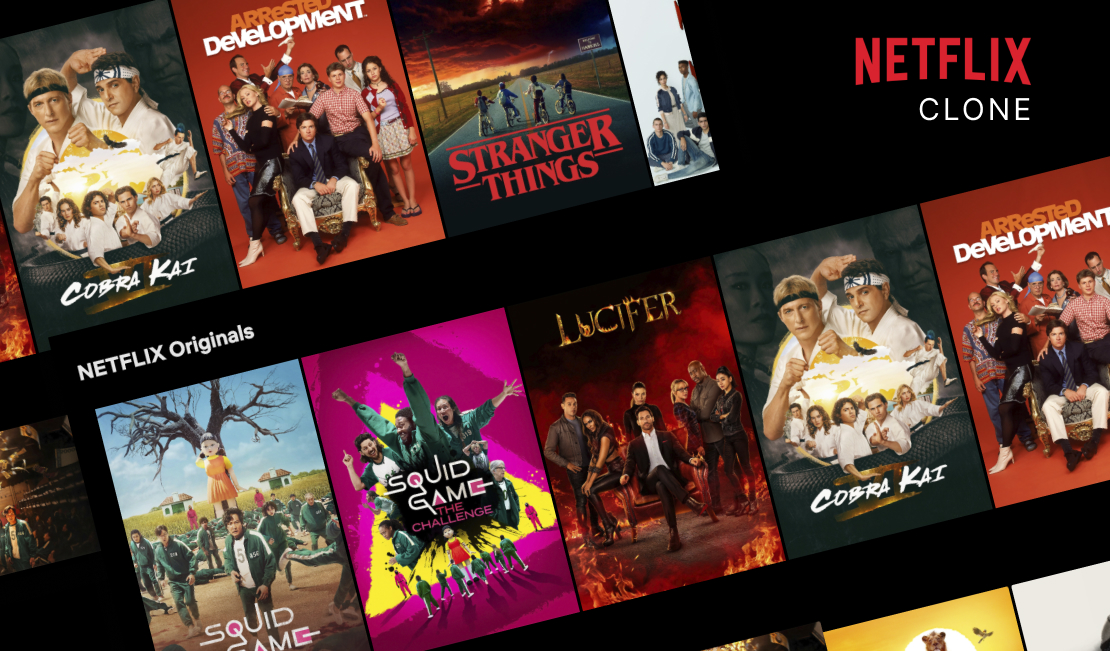 ARRESTED
DEVELOPMENT
NETFLIX
CLONE
STRANGER
THINGS
COBRA KAI
ARRESTED
DEVELOPMENT
NETFLIX Originals
LUCIFER
SQUID
GAME
THE
CHALLENGE
COBRA KAI
SQUID
GAME